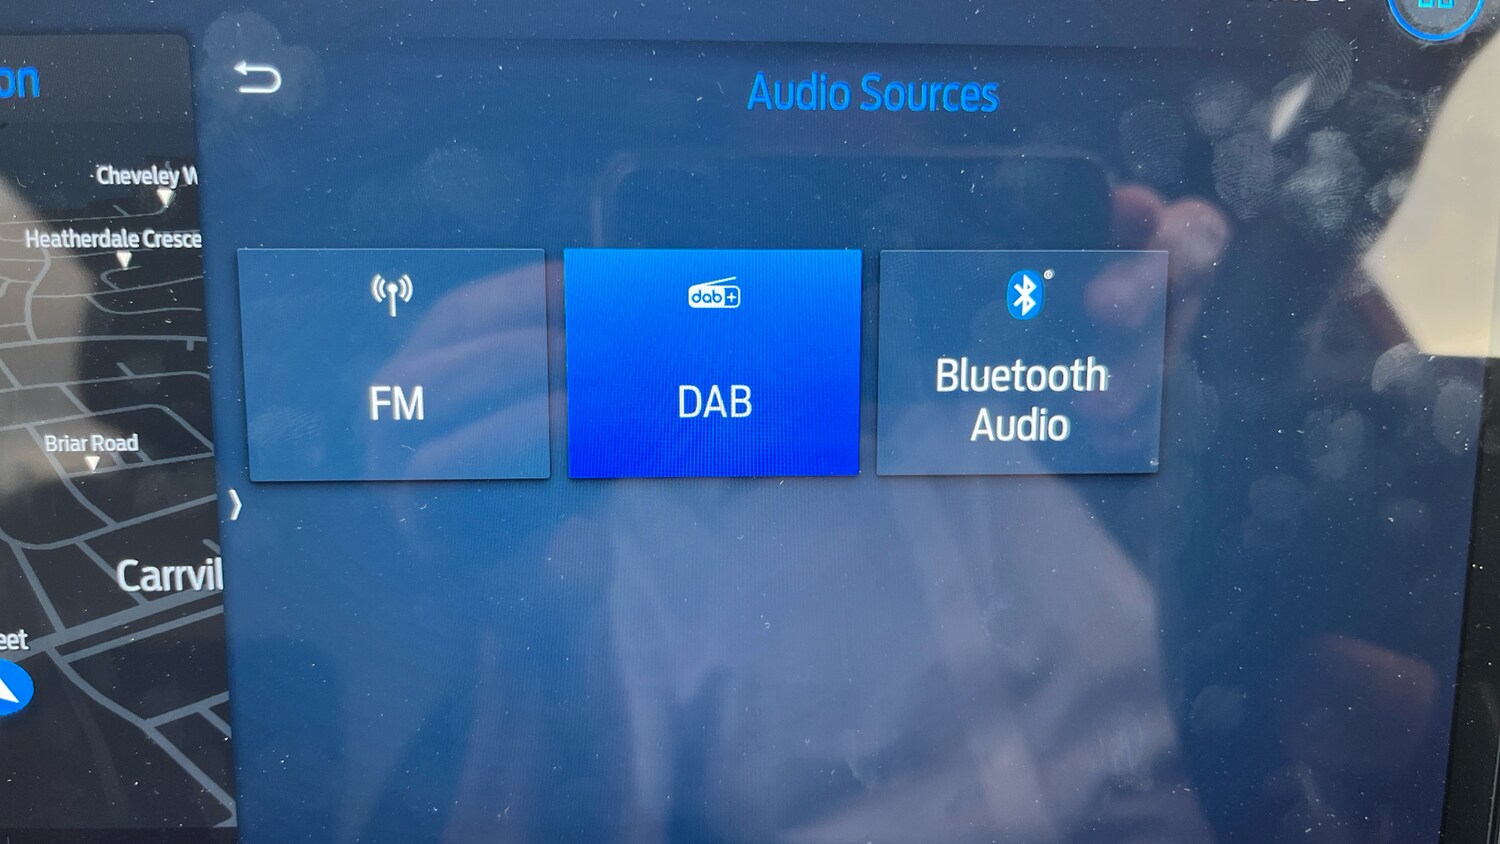 Audio Sources
on
Cheveley W
Heatherdale Cresce
Briar Road
Carrvil
eet
FM
dab+
DAB
Bluetooth
Audio